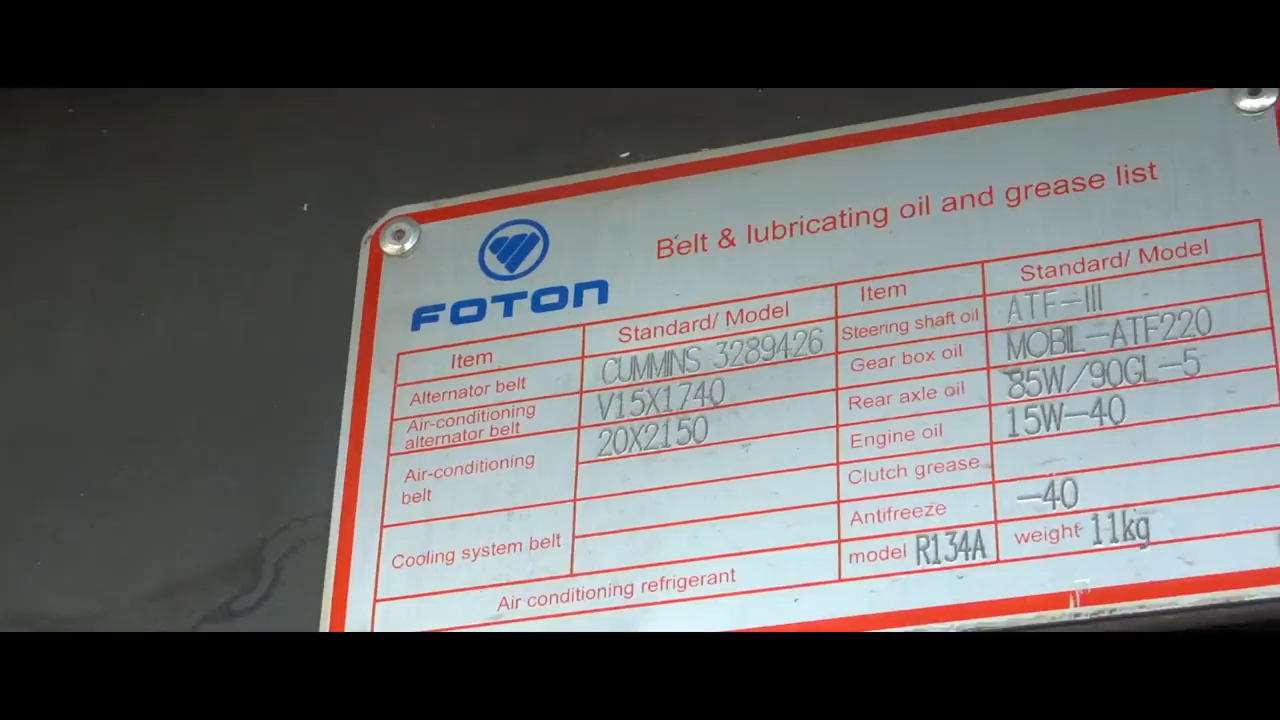 Belt & lubricating oil and grease list
FOTON
Item Standard/ Model Item Standard/ Model
Alternator belt CUMMINS 3289426 Steering shaft oil ATF-III
Air-conditioning
alternator belt V15X1740 Gear box oil MOBIL-ATF220
Air-conditioning
belt 20X2150 Rear axle oil 85W/90GL-5
Engine oil 15W-40
Cooling system belt Clutch grease
Antifreeze -40
Air conditioning refrigerant model R134A weight 11kg